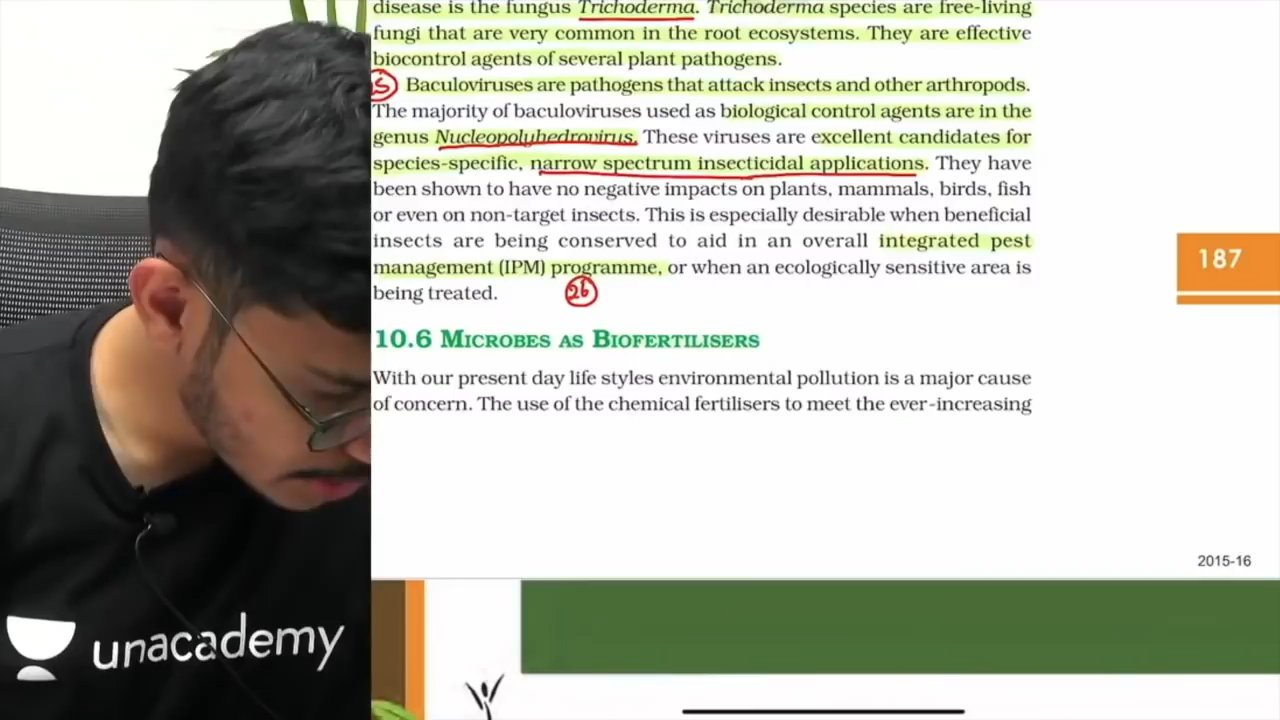 disease is the fungus Trichoderma. Trichoderma species are free-living
fungi that are very common in the root ecosystems. They are effective
biocontrol agents of several plant pathogens.
Baculoviruses are pathogens that attack insects and other arthropods.
The majority of baculoviruses used as biological control agents are in the
genus Nucleopolyhedrovirus. These viruses are excellent candidates for
species-specific, narrow spectrum insecticidal applications. They have
been shown to have no negative impacts on plants, mammals, birds, fish
or even on non-target insects. This is especially desirable when beneficial
insects are being conserved to aid in an overall integrated pest
management (IPM) programme, or when an ecologically sensitive area is
being treated.
26
10.6 MICROBES AS BIOFERTILISERS
With our present day life styles environmental pollution is a major cause
of concern. The use of the chemical fertilisers to meet the ever-increasing
187
2015-16
unacademy